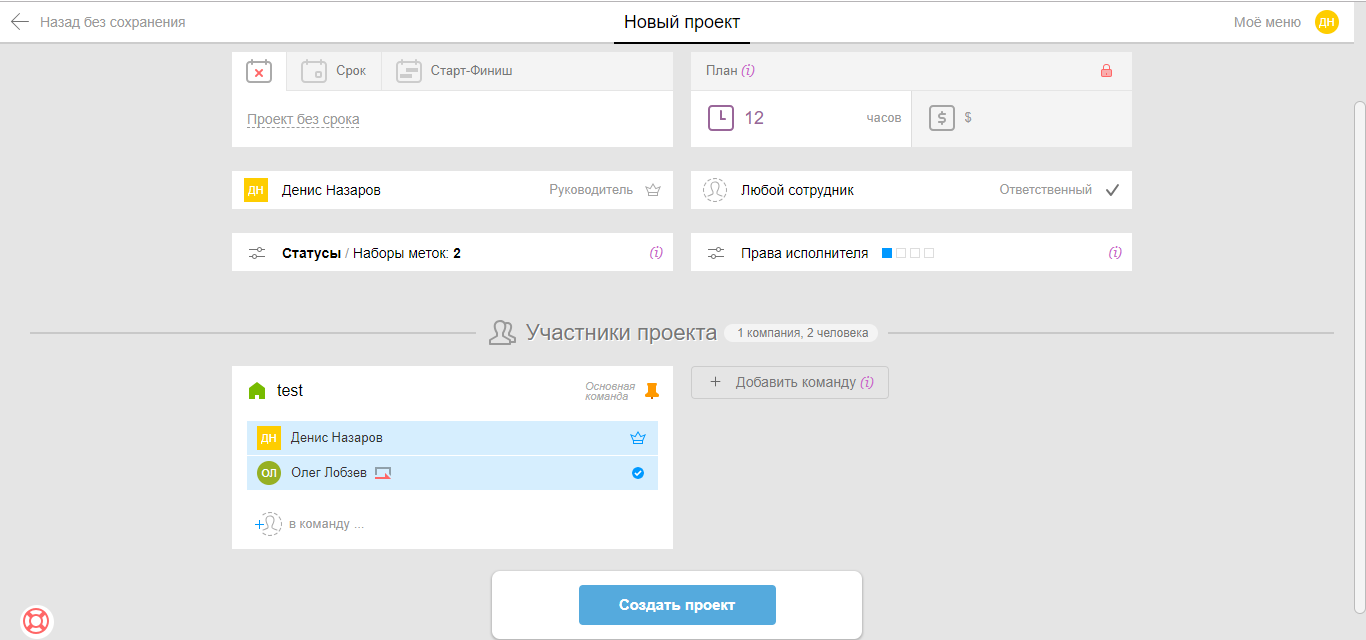 Назад без сохранения
Новый проект
Моё меню ДН
Срок
Старт-Финиш
Проект без срока
План (i)
12 часов
$ $
ДН Денис Назаров Руководитель
Любой сотрудник Ответственный
Статусы / Наборы меток: 2 (i)
Права исполнителя (i)
Участники проекта 1 компания, 2 человека
test
Основная
команда
ДН Денис Назаров
ОЛ Олег Лобзев
+ в команду ...
+ Добавить команду (i)
Создать проект